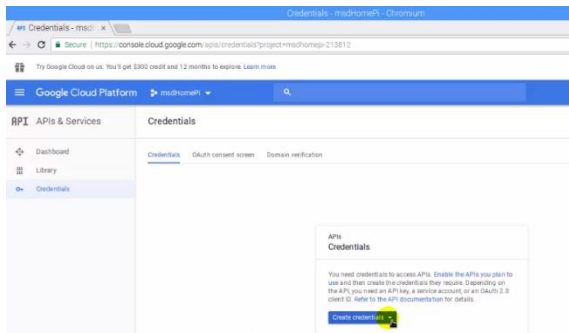 Credentials - msdHomePi - Chromium
API Credentials - msd
Secure https://console.cloud.google.com/apis/credentials?project=msdhomepi-213812
Try Google Cloud on us. You'll get $300 credit and 12 months to explore. Learn more
Google Cloud Platform msdHomePi
API APIs & Services Credentials
Dashboard
Credentials OAuth consent screen Domain verification
Library
Credentials
APIs
Credentials
You need credentials to access APIs. Enable the APIs you plan to
use and then create the credentials they require. Depending on
the API, you need an API key, a service account, or an OAuth 2.0
client ID. Refer to the API documentation for details.
Create credentials